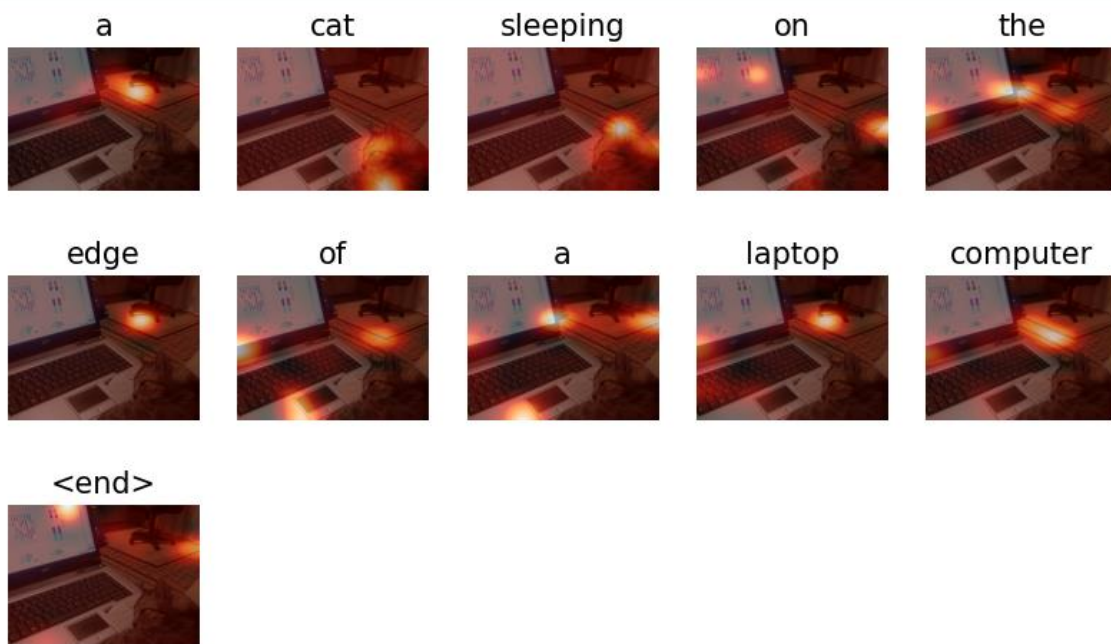 a cat sleeping on the
edge of a laptop computer
<end>